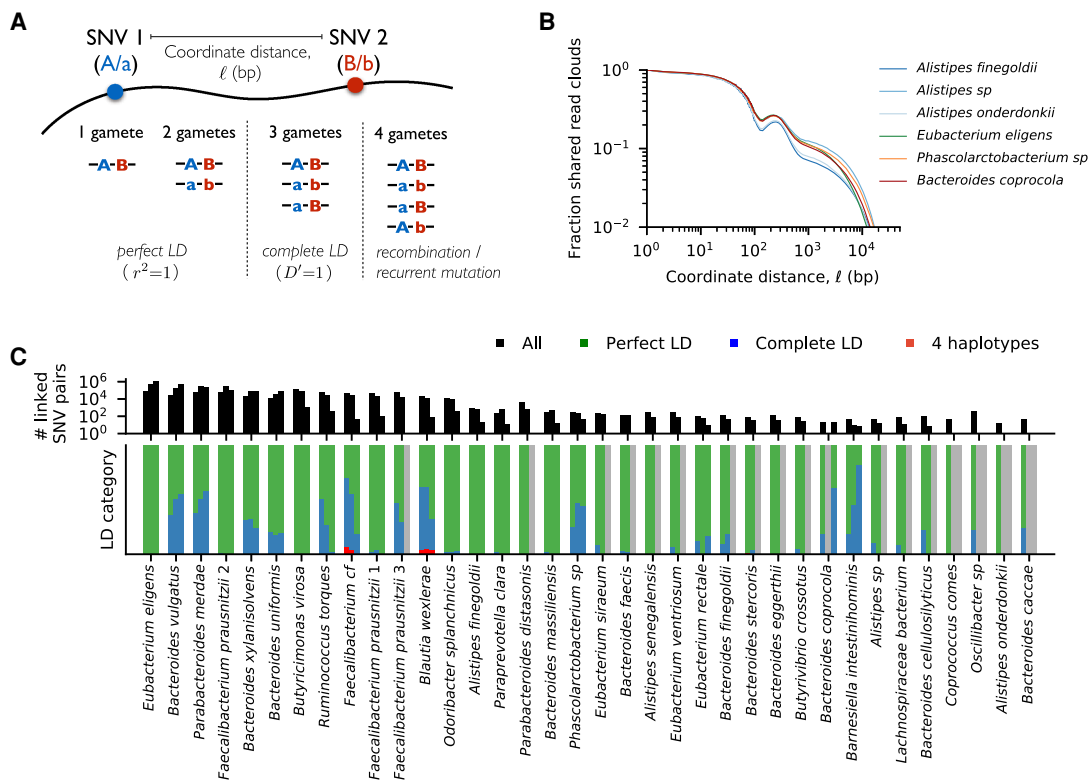 A
SNV 1
(A/a)
Coordinate distance,
ℓ (bp)
SNV 2
(B/b)
1 gamete
2 gametes
3 gametes
4 gametes
A-B
A-B
a-b
A-B
a-b
a-B
A-B
a-b
a-B
A-b
perfect LD
(r²=1)
complete LD
(D′=1)
recombination /
recurrent mutation
B
Fraction shared read clouds
10⁰
10⁻¹
10⁻²
10⁰
10¹
10²
10³
10⁴
Coordinate distance, ℓ (bp)
Alistipes finegoldii
Alistipes sp
Alistipes onderdonkii
Eubacterium eligens
Phascolarctobacterium sp
Bacteroides coprocola
C
All
Perfect LD
Complete LD
4 haplotypes
# linked
SNV pairs
10⁶
10⁴
10²
10⁰
LD category
Eubacterium eligens
Bacteroides vulgatus
Parabacteroides merdae
Faecalibacterium prausnitzii 2
Bacteroides xylanisolvens
Bacteroides uniformis
Butyricimonas virosa
Ruminococcus torques
Faecalibacterium cf
Faecalibacterium prausnitzii 1
Faecalibacterium prausnitzii 3
Blautia wexlerae
Odoribacter splanchnicus
Alistipes finegoldii
Paraprevotella clara
Parabacteroides distasonis
Bacteroides massiliensis
Phascolarctobacterium sp
Eubacterium siraeum
Bacteroides faecis
Alistipes senegalensis
Eubacterium ventriosum
Eubacterium rectale
Bacteroides finegoldii
Bacteroides stercoris
Bacteroides eggerthii
Butyrivibrio crossotus
Bacteroides coprocola
Barnesiella intestinihominis
Alistipes sp
Lachnospiraceae bacterium
Bacteroides cellulosilyticus
Coprococcus comes
Oscillibacter sp
Alistipes onderdonkii
Bacteroides caccae